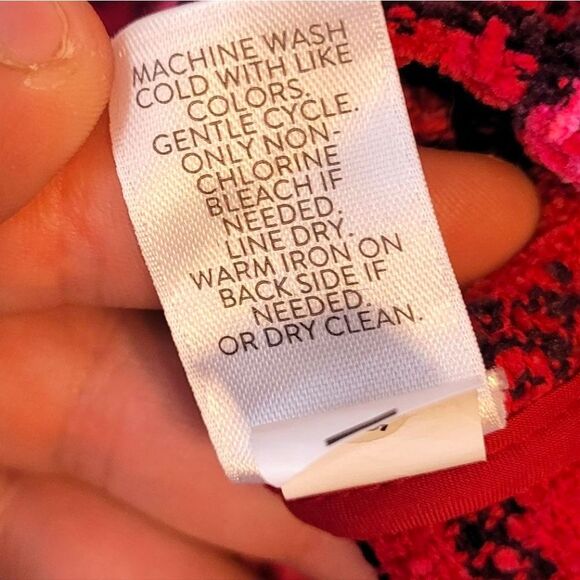 MACHINE WASH
COLD WITH LIKE
COLORS.
GENTLE CYCLE.
ONLY NON-
CHLORINE
BLEACH IF
NEEDED.
LINE DRY.
WARM IRON ON
BACK SIDE IF
NEEDED.
OR DRY CLEAN.